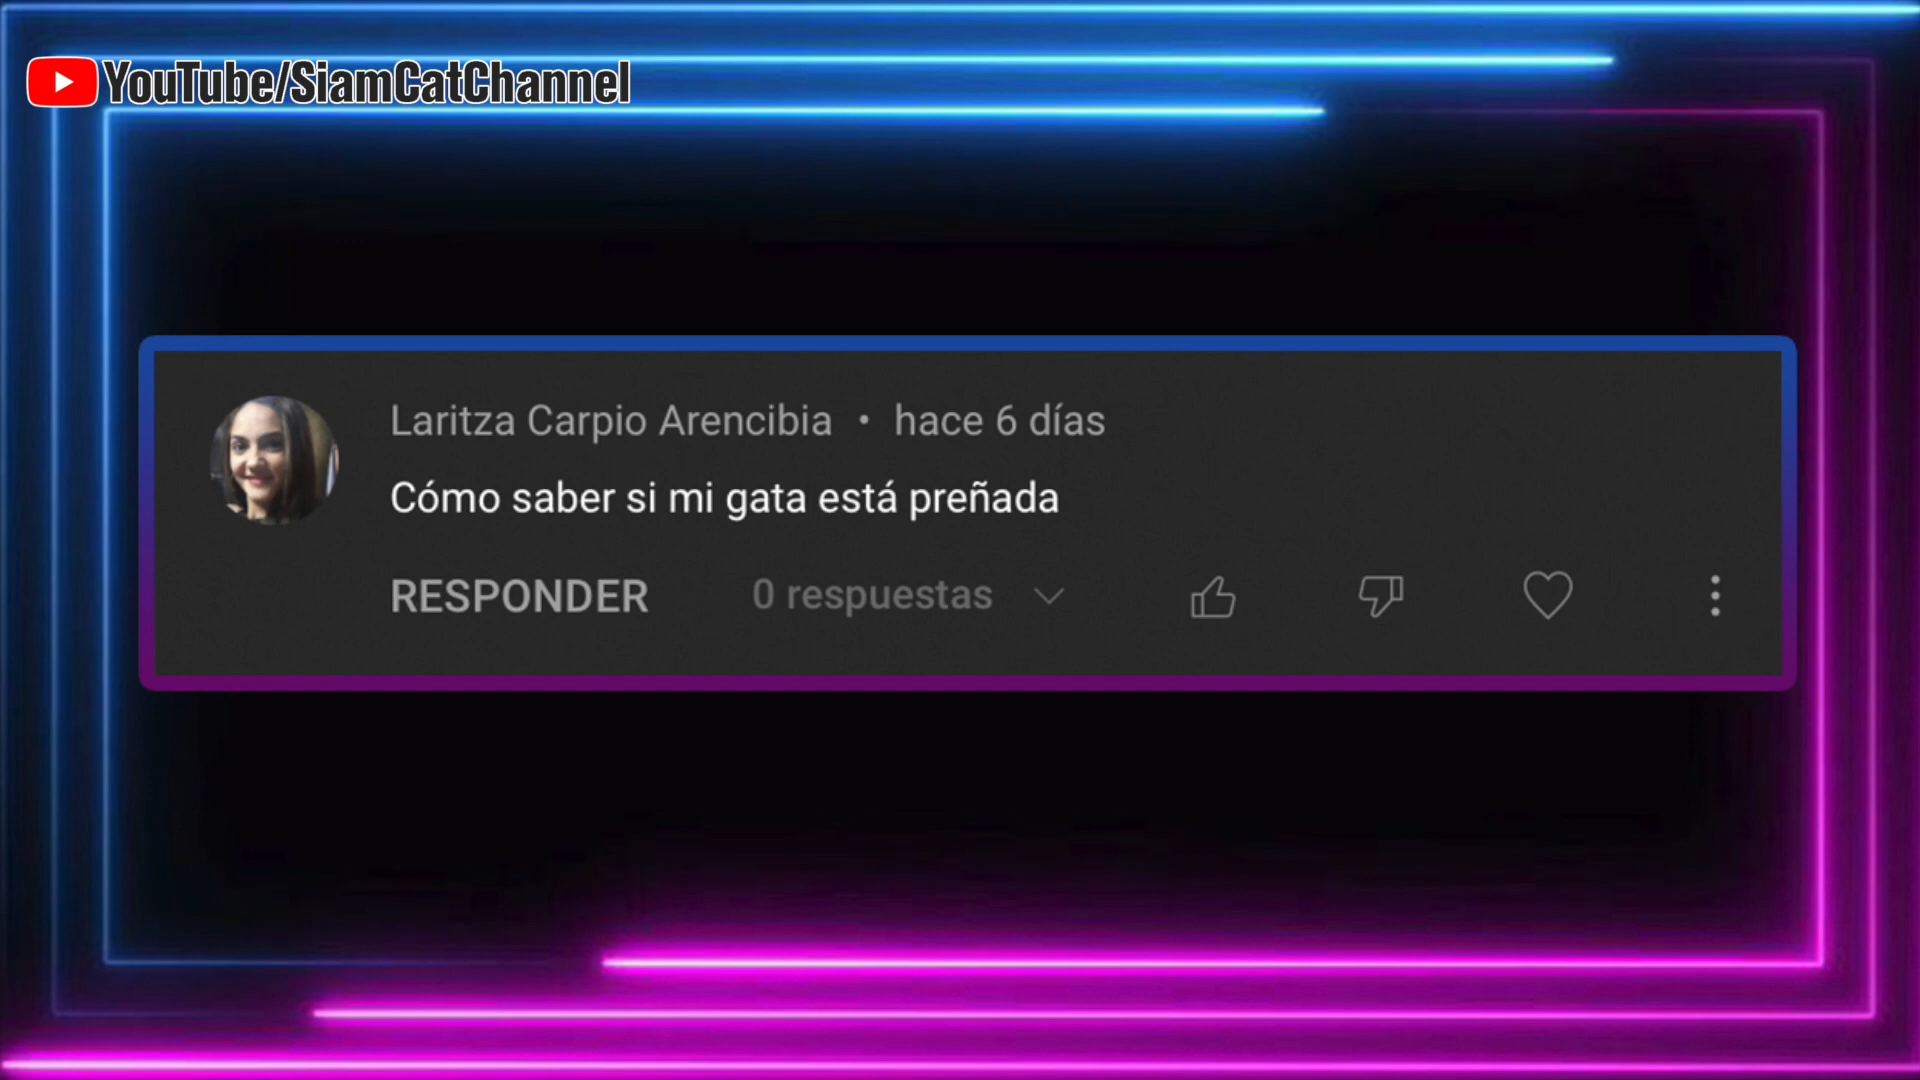 YouTube/SiamCatChannel
Laritza Carpio Arencibia • hace 6 días
Cómo saber si mi gata está preñada
RESPONDER 0 respuestas